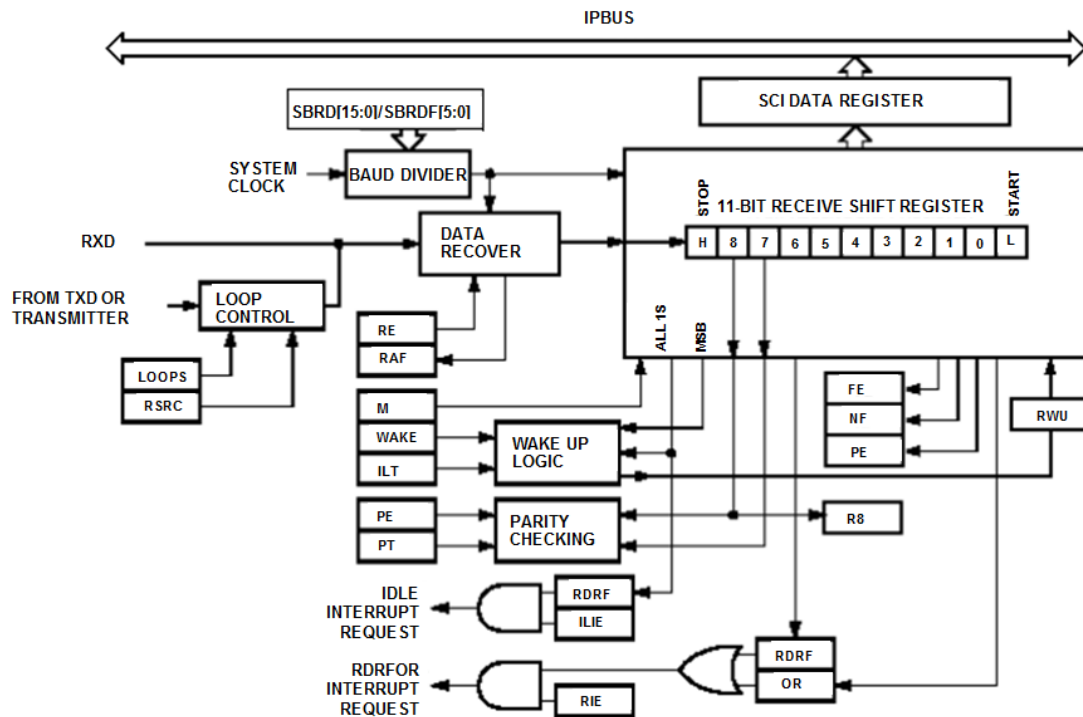 IPBUS
SCI DATA REGISTER
SBRD[15:0]/SBRDF[5:0]
SYSTEM
CLOCK
BAUD DIVIDER
STOP
11-BIT RECEIVE SHIFT REGISTER
START
H 8 7 6 5 4 3 2 1 0 L
RXD
DATA
RECOVER
FROM TXD OR
TRANSMITTER
LOOP
CONTROL
ALL 1S
MSB
RE
RAF
LOOPS
RSRC
M
WAKE
ILT
WAKE UP
LOGIC
FE
NF
PE
RWU
PE
PT
PARITY
CHECKING
R8
IDLE
INTERRUPT
REQUEST
RDRF
ILIE
RDRFOR
INTERRUPT
REQUEST
RDRF
OR
RIE